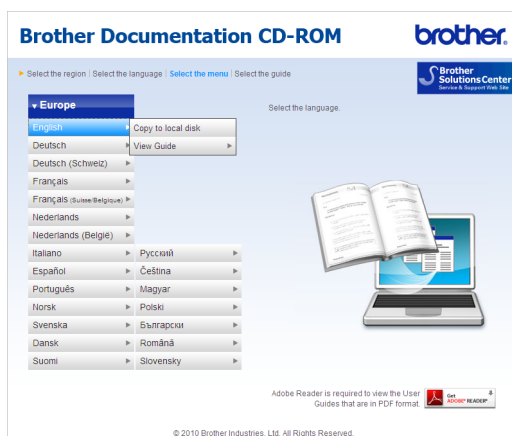 Brother Documentation CD-ROM
brother
Select the region | Select the language | Select the menu | Select the guide
Brother
Solutions Center
Service & Support Web Site
Europe
Select the language.
English
Copy to local disk
Deutsch
View Guide
Deutsch (Schweiz)
Français
Français (Suisse/Belgique)
Nederlands
Nederlands (België)
Italiano
Русский
Español
Čeština
Português
Magyar
Norsk
Polski
Svenska
Български
Dansk
Română
Suomi
Slovensky
Adobe Reader is required to view the User
Guides that are in PDF format.
Get
ADOBE® READER®
© 2010 Brother Industries, Ltd. All Rights Reserved.